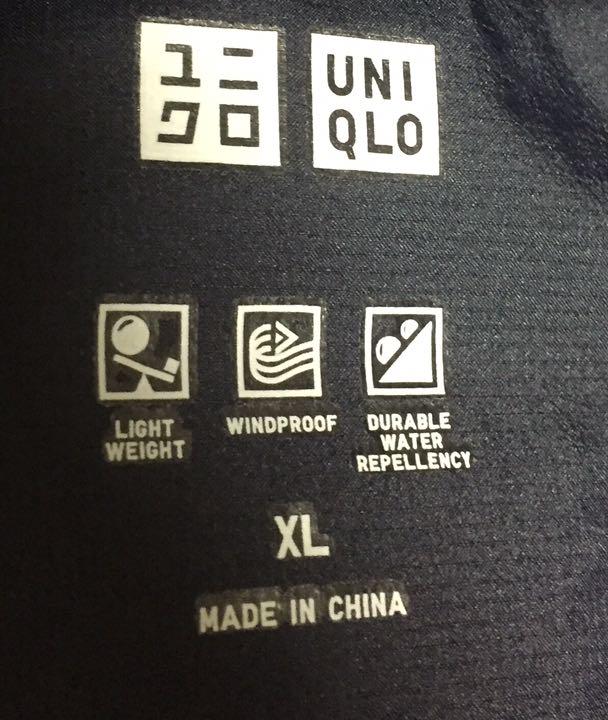 ユニ
クロ
UNI
QLO
LIGHT
WEIGHT
WINDPROOF
DURABLE
WATER
REPELLENCY
XL
MADE IN CHINA